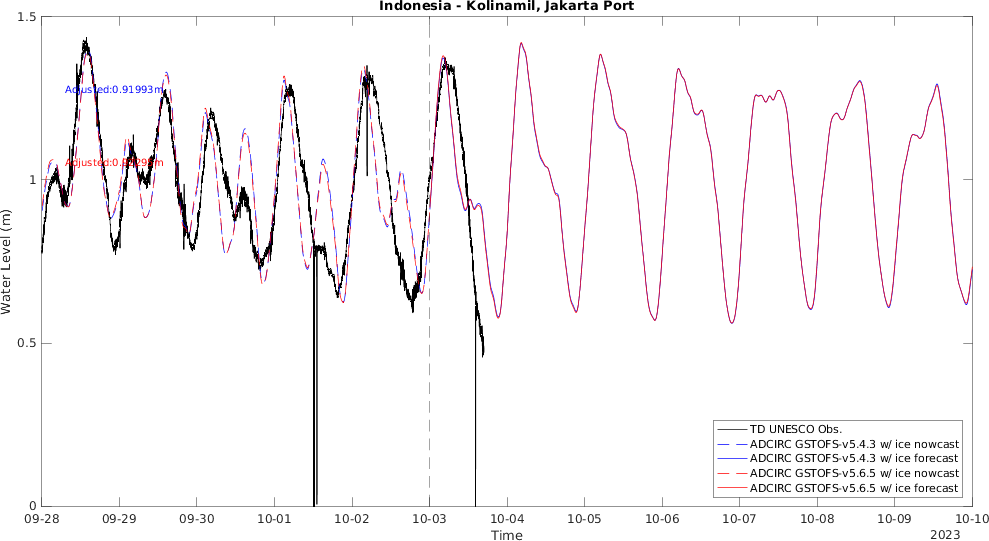 Indonesia - Kolinamil, Jakarta Port
1.5
1
0.5
0
Water Level (m)
Adjusted:0.91993m
TD UNESCO Obs.
ADCIRC GSTOFS-v5.4.3 w/ ice nowcast
ADCIRC GSTOFS-v5.4.3 w/ ice forecast
ADCIRC GSTOFS-v5.6.5 w/ ice nowcast
ADCIRC GSTOFS-v5.6.5 w/ ice forecast
09-28 09-29 09-30 10-01 10-02 10-03 10-04 10-05 10-06 10-07 10-08 10-09 10-10
Time
2023